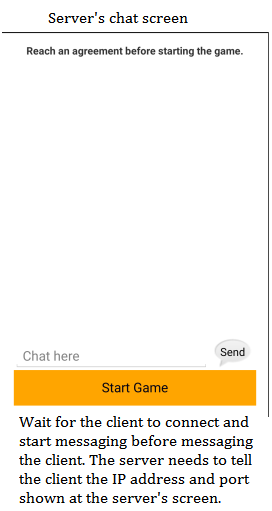 Server's chat screen
Reach an agreement before starting the game.
Chat here
Send
Start Game
Wait for the client to connect and
start messaging before messaging
the client. The server needs to tell
the client the IP address and port
shown at the server's screen.